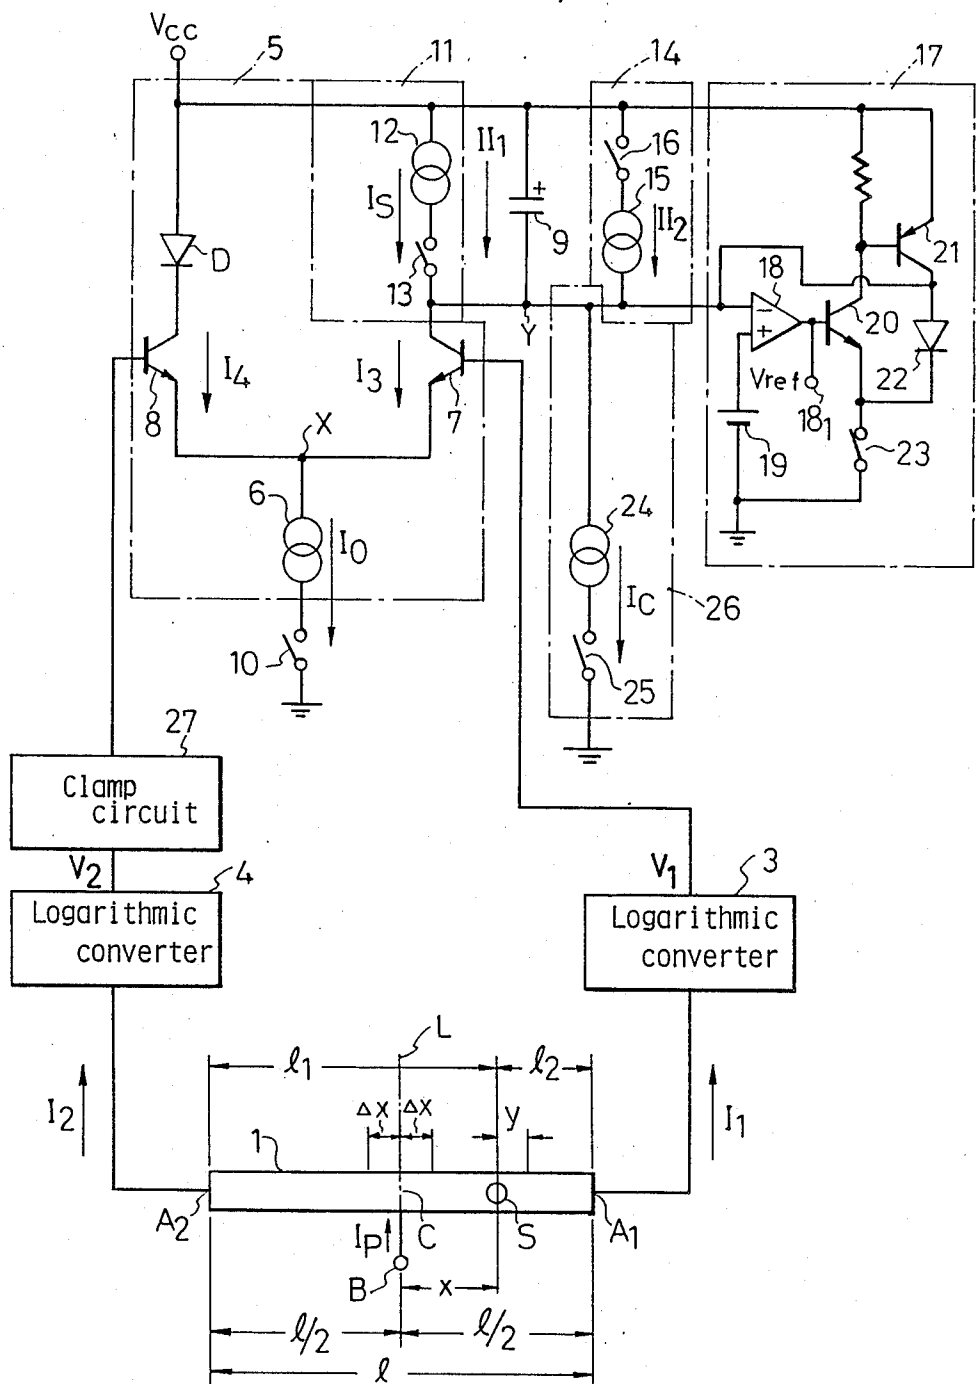 VCC
5
11
14
17
12
IS
II1
+
9
16
15
II2
13
D
I4
I3
8
7
X
Y
18
−
+
20
21
22
Vref
181
19
23
6
I0
10
24
IC
25
26
27
Clamp
circuit
V2
4
Logarithmic
converter
V1
3
Logarithmic
converter
L
ℓ1
ℓ2
Δx
Δx
y
I2
I1
1
A2
IP
C
S
A1
B
x
ℓ/2
ℓ/2
ℓ